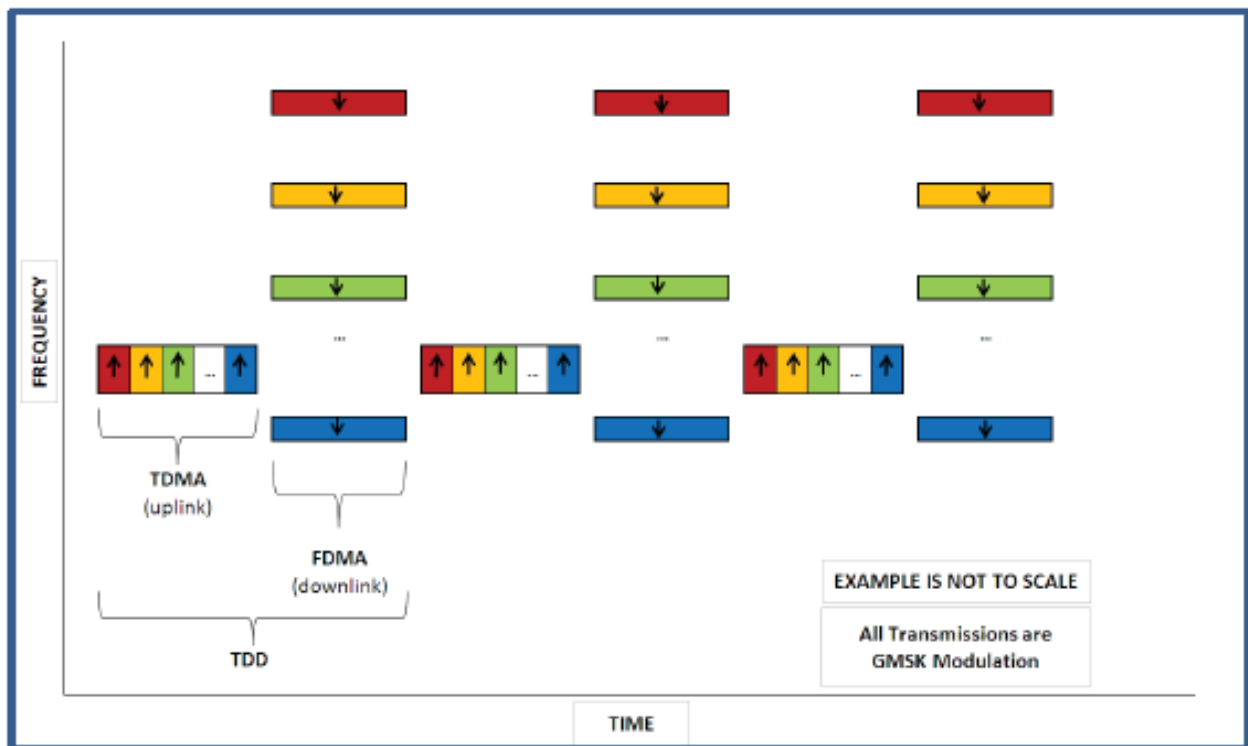 FREQUENCY
...
...
...
...
...
...
TDMA
(uplink)
FDMA
(downlink)
TDD
EXAMPLE IS NOT TO SCALE
All Transmissions are
GMSK Modulation
TIME